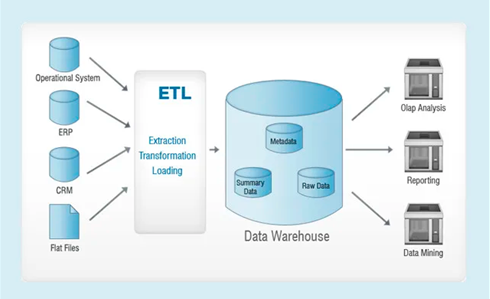 Operational System
ERP
CRM
Flat Files
ETL
Extraction
Transformation
Loading
Metadata
Summary
Data
Raw Data
Data Warehouse
Olap Analysis
Reporting
Data Mining